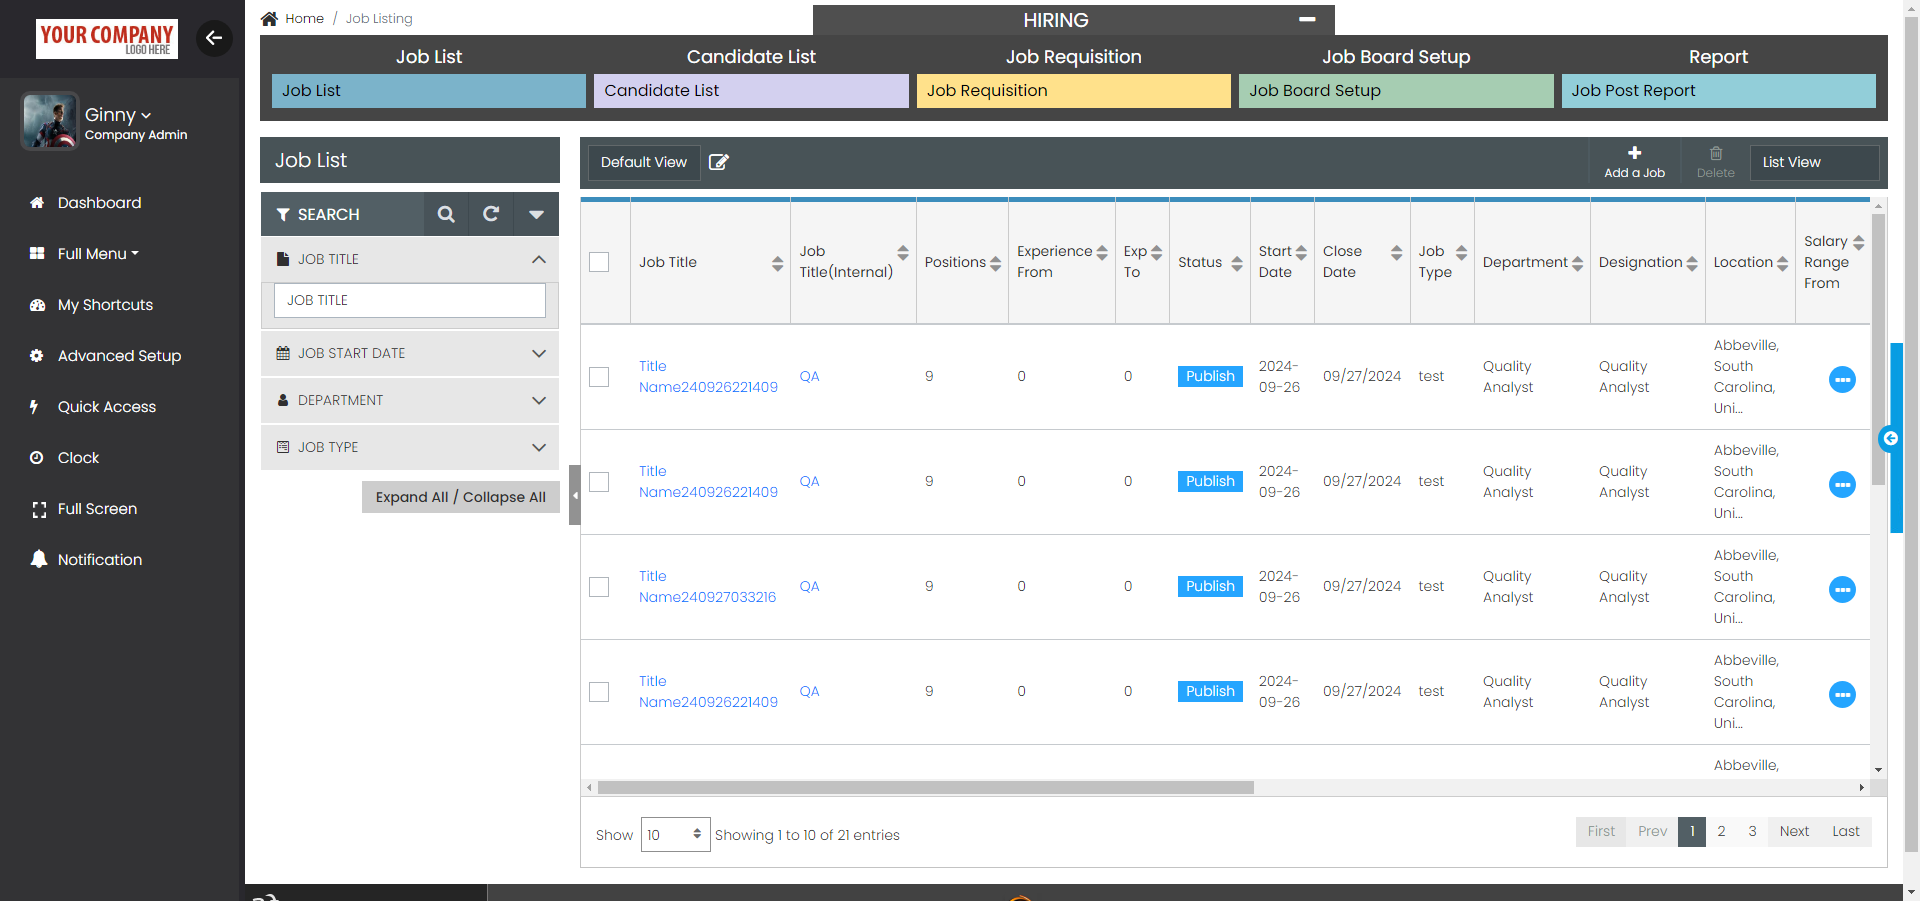 YOUR COMPANY
LOGO HERE
Ginny
Company Admin
Dashboard
Full Menu
My Shortcuts
Advanced Setup
Quick Access
Clock
Full Screen
Notification
Home / Job Listing
HIRING
Job List
Candidate List
Job Requisition
Job Board Setup
Report
Job List
Candidate List
Job Requisition
Job Board Setup
Job Post Report
Job List
SEARCH
JOB TITLE
JOB TITLE
JOB START DATE
DEPARTMENT
JOB TYPE
Expand All / Collapse All
Default View
Add a Job
Delete
List View
Job Title
Job
Title(Internal)
Positions
Experience
From
Exp
To
Status
Start
Date
Close
Date
Job
Type
Department
Designation
Location
Salary
Range
From
Title
Name240926221409
QA
9
0
0
Publish
2024-
09-26
09/27/2024
test
Quality
Analyst
Quality
Analyst
Abbeville,
South
Carolina,
Uni...
Title
Name240926221409
QA
9
0
0
Publish
2024-
09-26
09/27/2024
test
Quality
Analyst
Quality
Analyst
Abbeville,
South
Carolina,
Uni...
Title
Name240927033216
QA
9
0
0
Publish
2024-
09-26
09/27/2024
test
Quality
Analyst
Quality
Analyst
Abbeville,
South
Carolina,
Uni...
Title
Name240926221409
QA
9
0
0
Publish
2024-
09-26
09/27/2024
test
Quality
Analyst
Quality
Analyst
Abbeville,
South
Carolina,
Uni...
Abbeville,
Show 10 Showing 1 to 10 of 21 entries
First Prev 1 2 3 Next Last